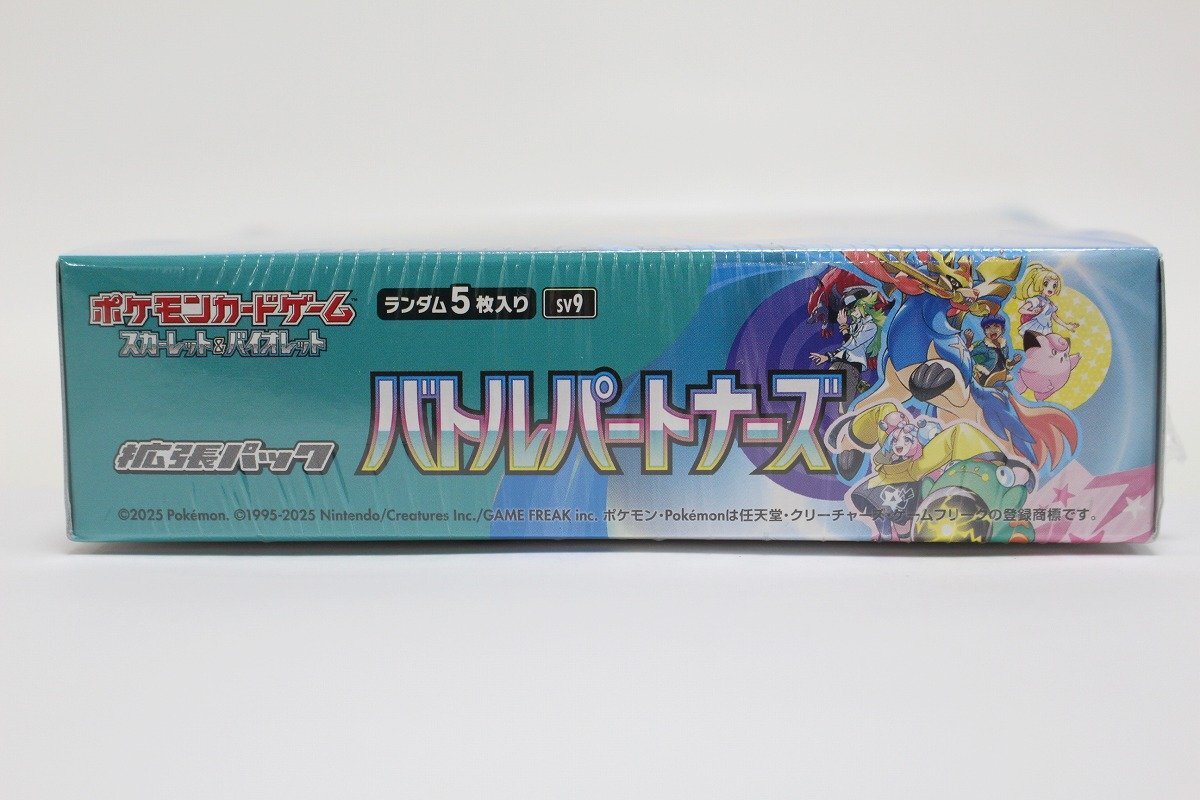 ポケモンカードゲーム™
スカーレット&バイオレット
ランダム5枚入り SV9
バトルパートナーズ
拡張パック
©2025 Pokémon. ©1995-2025 Nintendo/Creatures Inc./GAME FREAK inc. ポケモン・Pokémonは任天堂・クリーチャーズ・ゲームフリークの登録商標です。